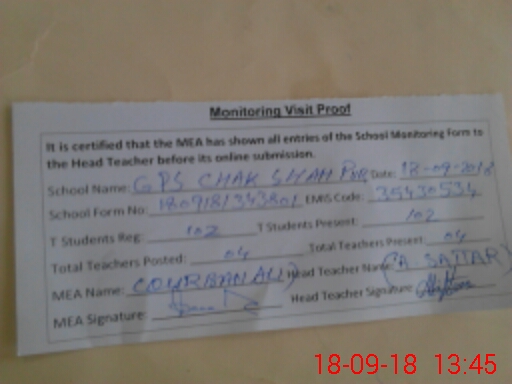 Monitoring Visit Proof
It is certified that the MEA has shown all entries of the School Monitoring Form to
the Head Teacher before its online submission.
School Name: GPS CHAK SHAH PUR Date: 18-09-2018
School Form No: 1809181343801 EMIS Code: 35430534
T Students Reg: 102 T Students Present: 102
Total Teachers Posted: 04 Total Teachers Present: 04
MEA Name: (QURBAN ALI) Head Teacher Name: (A. SATTAR)
MEA Signature: Head Teacher Signature:
18-09-18 13:45